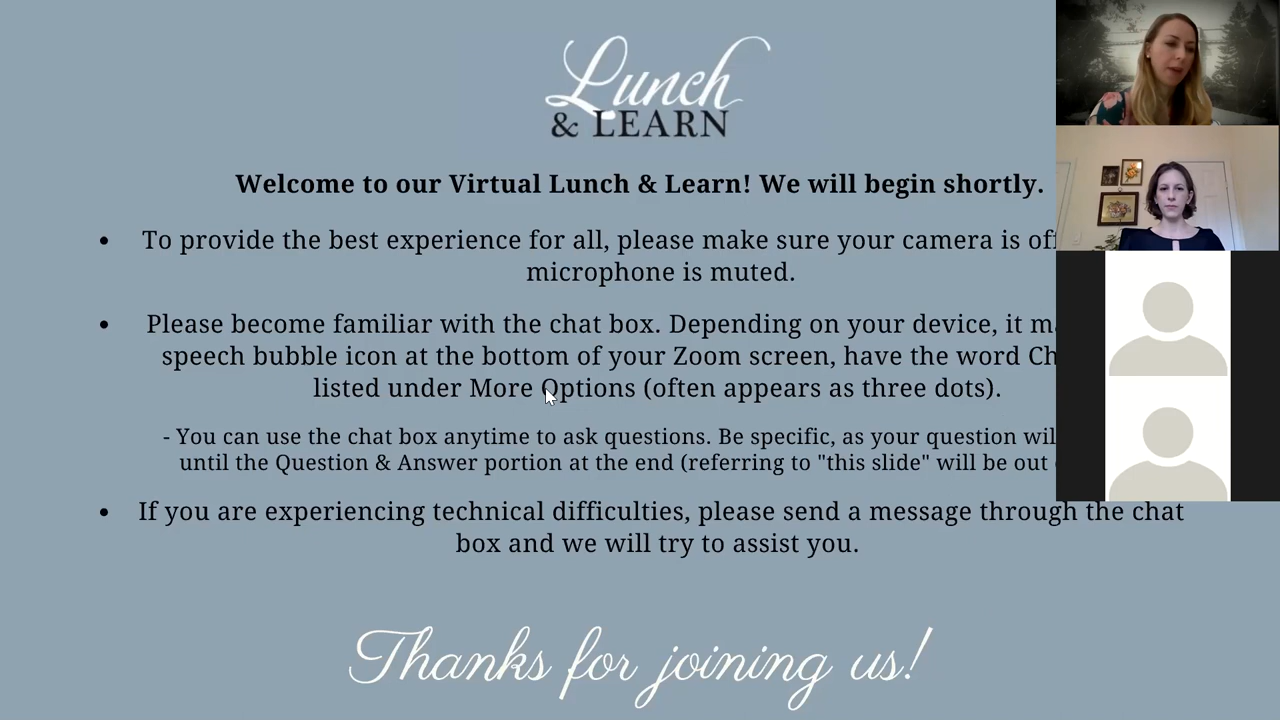 Lunch
& LEARN
Welcome to our Virtual Lunch & Learn! We will begin shortly.
• To provide the best experience for all, please make sure your camera is
microphone is muted.
• Please become familiar with the chat box. Depending on your device, it
speech bubble icon at the bottom of your Zoom screen, have the word
listed under More Options (often appears as three dots).
- You can use the chat box anytime to ask questions. Be specific, as your question
until the Question & Answer portion at the end (referring to "this slide" will be out
• If you are experiencing technical difficulties, please send a message through the chat
box and we will try to assist you.
Thanks for joining us!